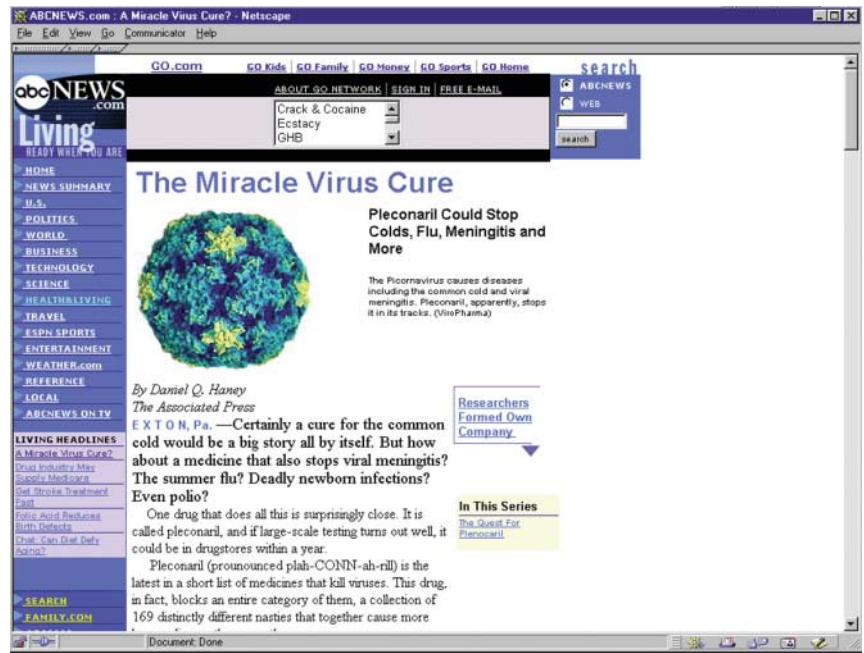 ABCNEWS.com : A Miracle Virus Cure? - Netscape
File Edit View Go Communicator Help
GO.com GO Kids | GO Family | GO Money | GO Sports | GO Home
search
abc NEWS .com
ABOUT GO NETWORK | SIGN IN | FREE E-MAIL
ABCNEWS
WEB
search
Crack & Cocaine
Ecstacy
GHB
Living
READY WHEN YOU ARE
HOME
NEWS SUMMARY
U.S.
POLITICS
WORLD
BUSINESS
TECHNOLOGY
SCIENCE
HEALTH&LIVING
TRAVEL
ESPN SPORTS
ENTERTAINMENT
WEATHER.com
REFERENCE
LOCAL
ABCNEWS ON TV
LIVING HEADLINES
A Miracle Virus Cure?
Drug Industry May
Supply Medicare
Get Stroke Treatment
Fast
Folic Acid Reduces
Birth Defects
Chat: Can Diet Defy
Aging?
SEARCH
FAMILY.COM
The Miracle Virus Cure
Pleconaril Could Stop
Colds, Flu, Meningitis and
More
The Picornavirus causes diseases
including the common cold and viral
meningitis. Pleconaril, apparently, stops
it in its tracks. (ViroPharma)
By Daniel Q. Haney
The Associated Press
EXTON, Pa. —Certainly a cure for the common
cold would be a big story all by itself. But how
about a medicine that also stops viral meningitis?
The summer flu? Deadly newborn infections?
Even polio?
One drug that does all this is surprisingly close. It is
called pleconaril, and if large-scale testing turns out well, it
could be in drugstores within a year.
Pleconaril (prounounced plah-CONN-ah-rill) is the
latest in a short list of medicines that kill viruses. This drug,
in fact, blocks an entire category of them, a collection of
169 distinctly different nasties that together cause more
Researchers
Formed Own
Company
In This Series
The Quest For
Plenocaril
Document: Done